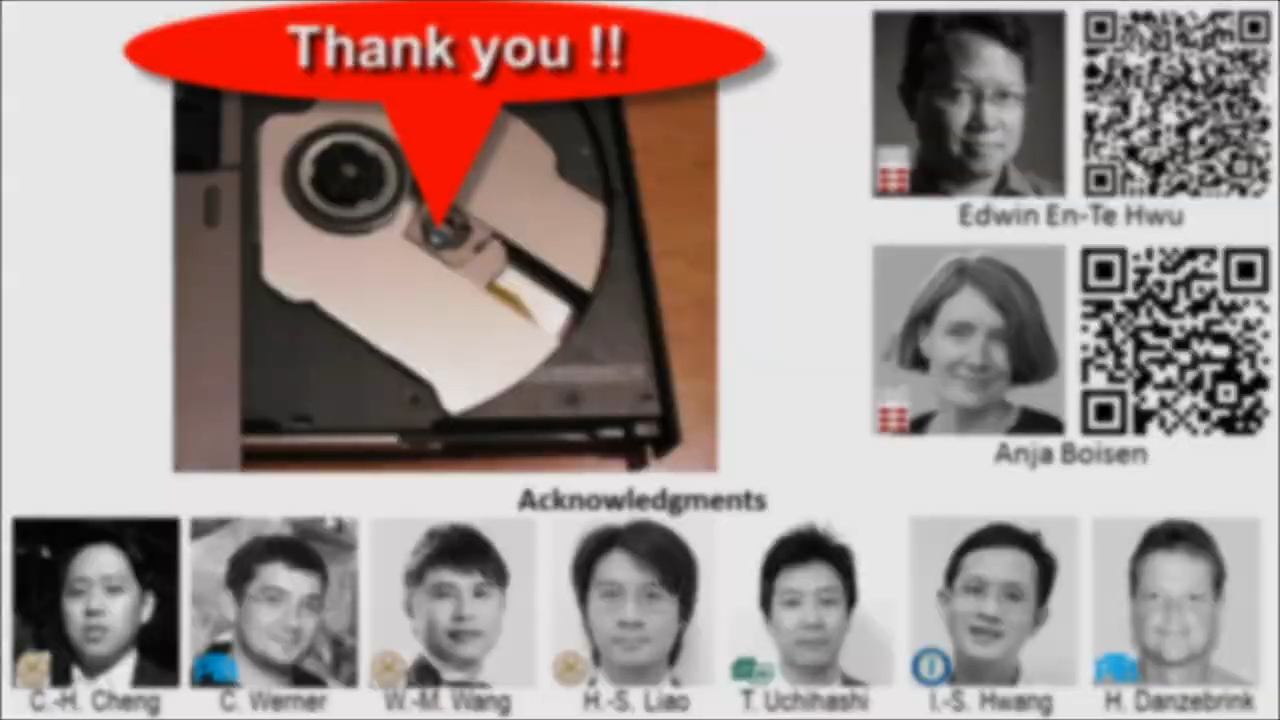 Thank you !!
Edwin En-Te Hwu
Anja Boisen
Acknowledgments
C.-H. Cheng
C. Werner
W.-M. Wang
H.-S. Liao
T. Uchihashi
I.-S. Hwang
H. Danzebrink